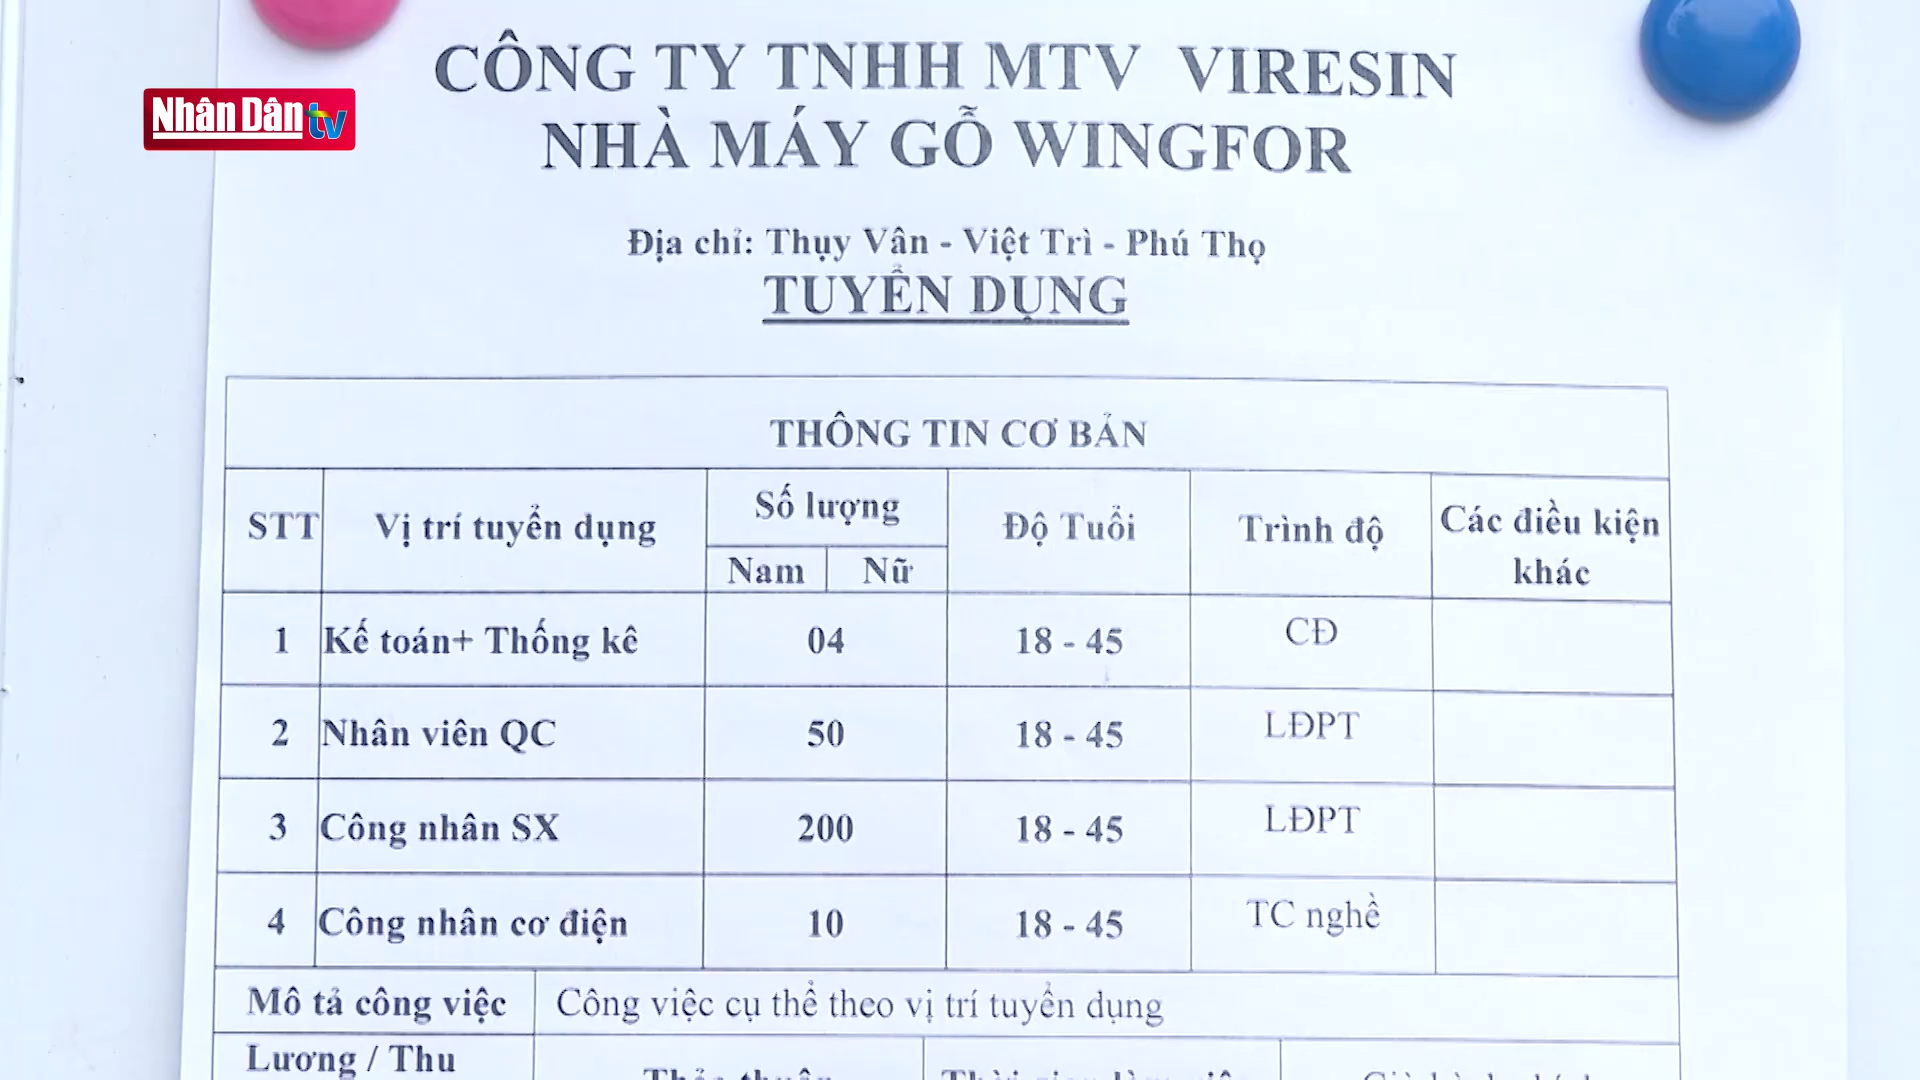 Nhân Dân tv
CÔNG TY TNHH MTV VIRESIN
NHÀ MÁY GỖ WINGFOR
Địa chỉ: Thụy Vân - Việt Trì - Phú Thọ
TUYỂN DỤNG
THÔNG TIN CƠ BẢN
STT Vị trí tuyển dụng Số lượng Độ Tuổi Trình độ Các điều kiện khác
Nam Nữ
1 Kế toán+ Thống kê 04 18 - 45 CĐ
2 Nhân viên QC 50 18 - 45 LĐPT
3 Công nhân SX 200 18 - 45 LĐPT
4 Công nhân cơ điện 10 18 - 45 TC nghề
Mô tả công việc Công việc cụ thể theo vị trí tuyển dụng
Lương / Thu